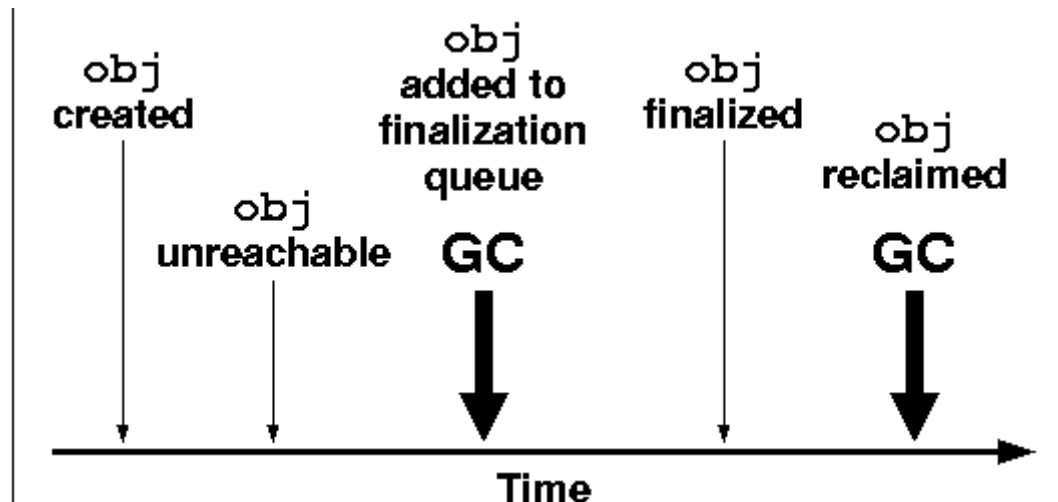 obj
created
obj
unreachable
obj
added to
finalization
queue
GC
obj
finalized
obj
reclaimed
GC
Time